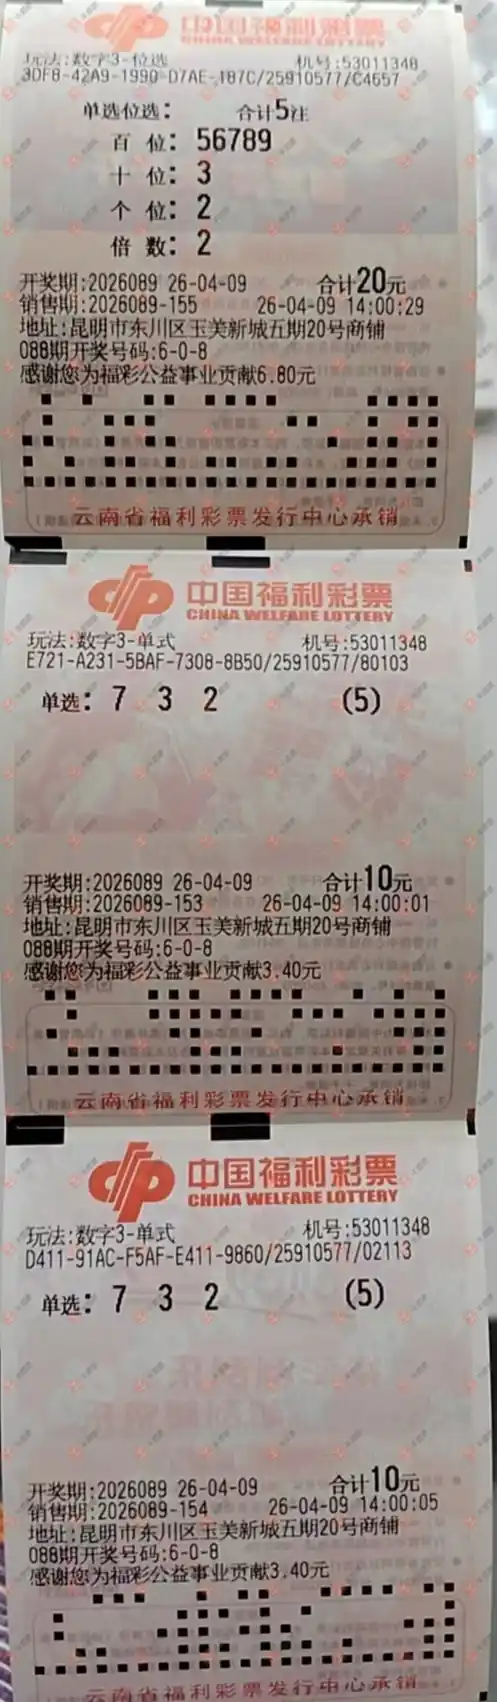 中国福利彩票
CHINA WELFARE LOTTERY
玩法:数字3-位选 机号:53011348
3DF8-42A9-1990-D7AE-187C/25910577/C4657
单选位选: 合计5注
百 位: 56789
十 位: 3
个 位: 2
倍 数: 2
开奖期:2026089 26-04-09 合计20元
销售期:2026089-155 26-04-09 14:00:29
地址:昆明市东川区玉美新城五期20号商铺
088期开奖号码:6-0-8
感谢您为福彩公益事业贡献6.80元
云南省福利彩票发行中心承销
中国福利彩票
CHINA WELFARE LOTTERY
玩法:数字3-单式 机号:53011348
E721-A231-5BAF-7308-8B50/25910577/80103
单选: 7 3 2 (5)
开奖期:2026089 26-04-09 合计10元
销售期:2026089-153 26-04-09 14:00:01
地址:昆明市东川区玉美新城五期20号商铺
088期开奖号码:6-0-8
感谢您为福彩公益事业贡献3.40元
云南省福利彩票发行中心承销
中国福利彩票
CHINA WELFARE LOTTERY
玩法:数字3-单式 机号:53011348
D411-91AC-F5AF-E411-9860/25910577/02113
单选: 7 3 2 (5)
开奖期:2026089 26-04-09 合计10元
销售期:2026089-154 26-04-09 14:00:05
地址:昆明市东川区玉美新城五期20号商铺
088期开奖号码:6-0-8
感谢您为福彩公益事业贡献3.40元
云南省福利彩票发行中心承销